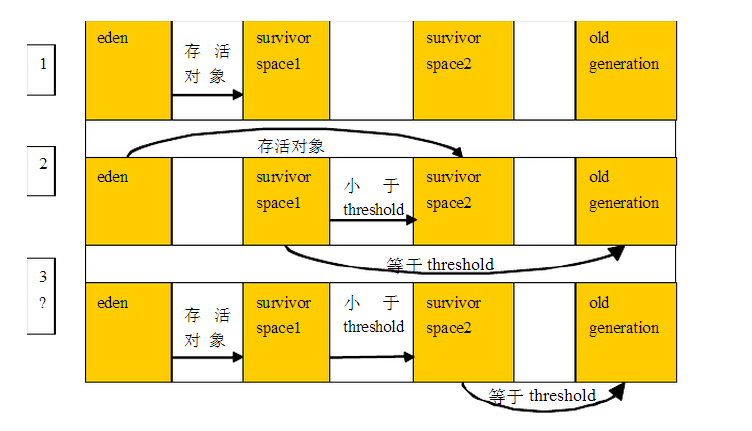 1
eden
存 活
对 象
survivor
space1
survivor
space2
old
generation
2
存活对象
eden
survivor
space1
小 于
threshold
survivor
space2
old
generation
等于 threshold
3
?
eden
存 活
对 象
survivor
space1
小 于
threshold
survivor
space2
old
generation
等于 threshold